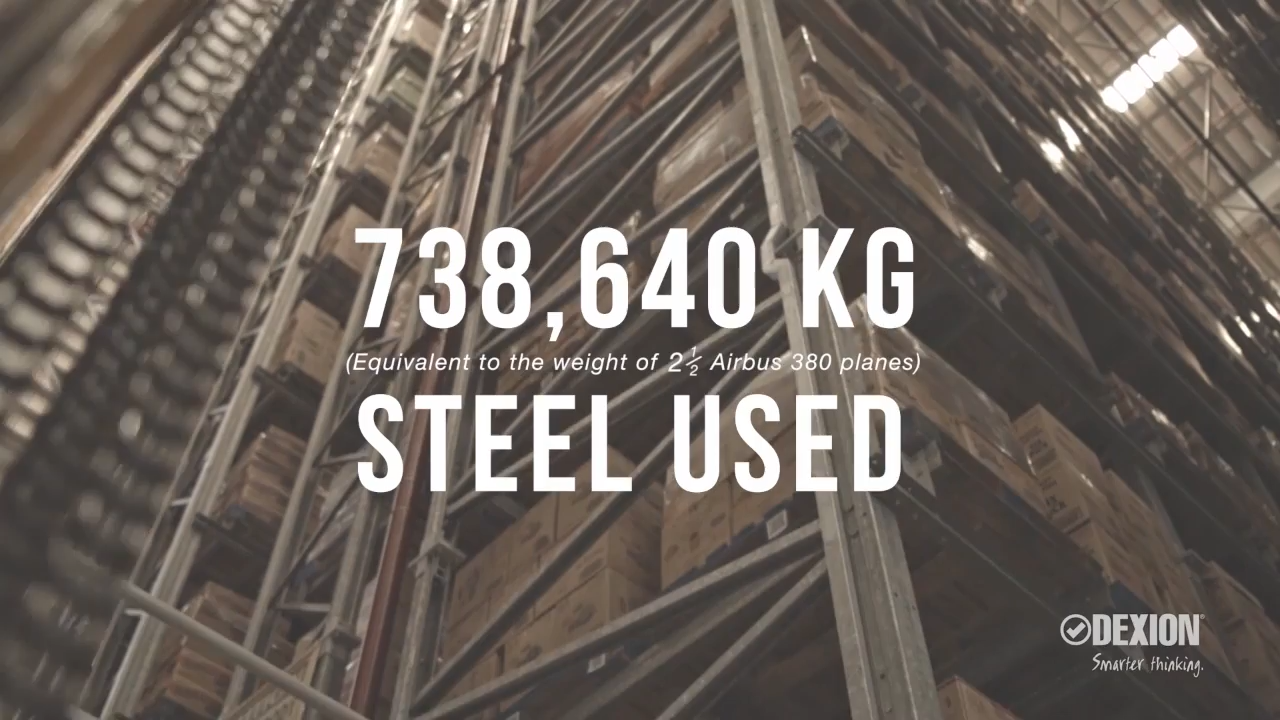 738,640 KG
(Equivalent to the weight of 2½ Airbus 380 planes)
STEEL USED
DEXION®
Smarter thinking.